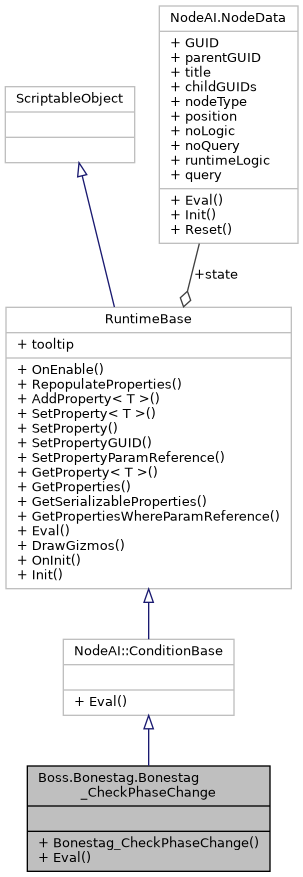 NodeAI.NodeData
+ GUID
+ parentGUID
+ title
+ childGUIDs
+ nodeType
+ position
+ noLogic
+ noQuery
+ runtimeLogic
+ query
+ Eval()
+ Init()
+ Reset()
ScriptableObject
+state
RuntimeBase
+ tooltip
+ OnEnable()
+ RepopulateProperties()
+ AddProperty< T >()
+ SetProperty< T >()
+ SetProperty()
+ SetPropertyGUID()
+ SetPropertyParamReference()
+ GetProperty< T >()
+ GetProperties()
+ GetSerializableProperties()
+ GetPropertiesWhereParamReference()
+ Eval()
+ DrawGizmos()
+ OnInit()
+ Init()
NodeAI::ConditionBase
+ Eval()
Boss.Bonestag.Bonestag
_CheckPhaseChange
+ Bonestag_CheckPhaseChange()
+ Eval()